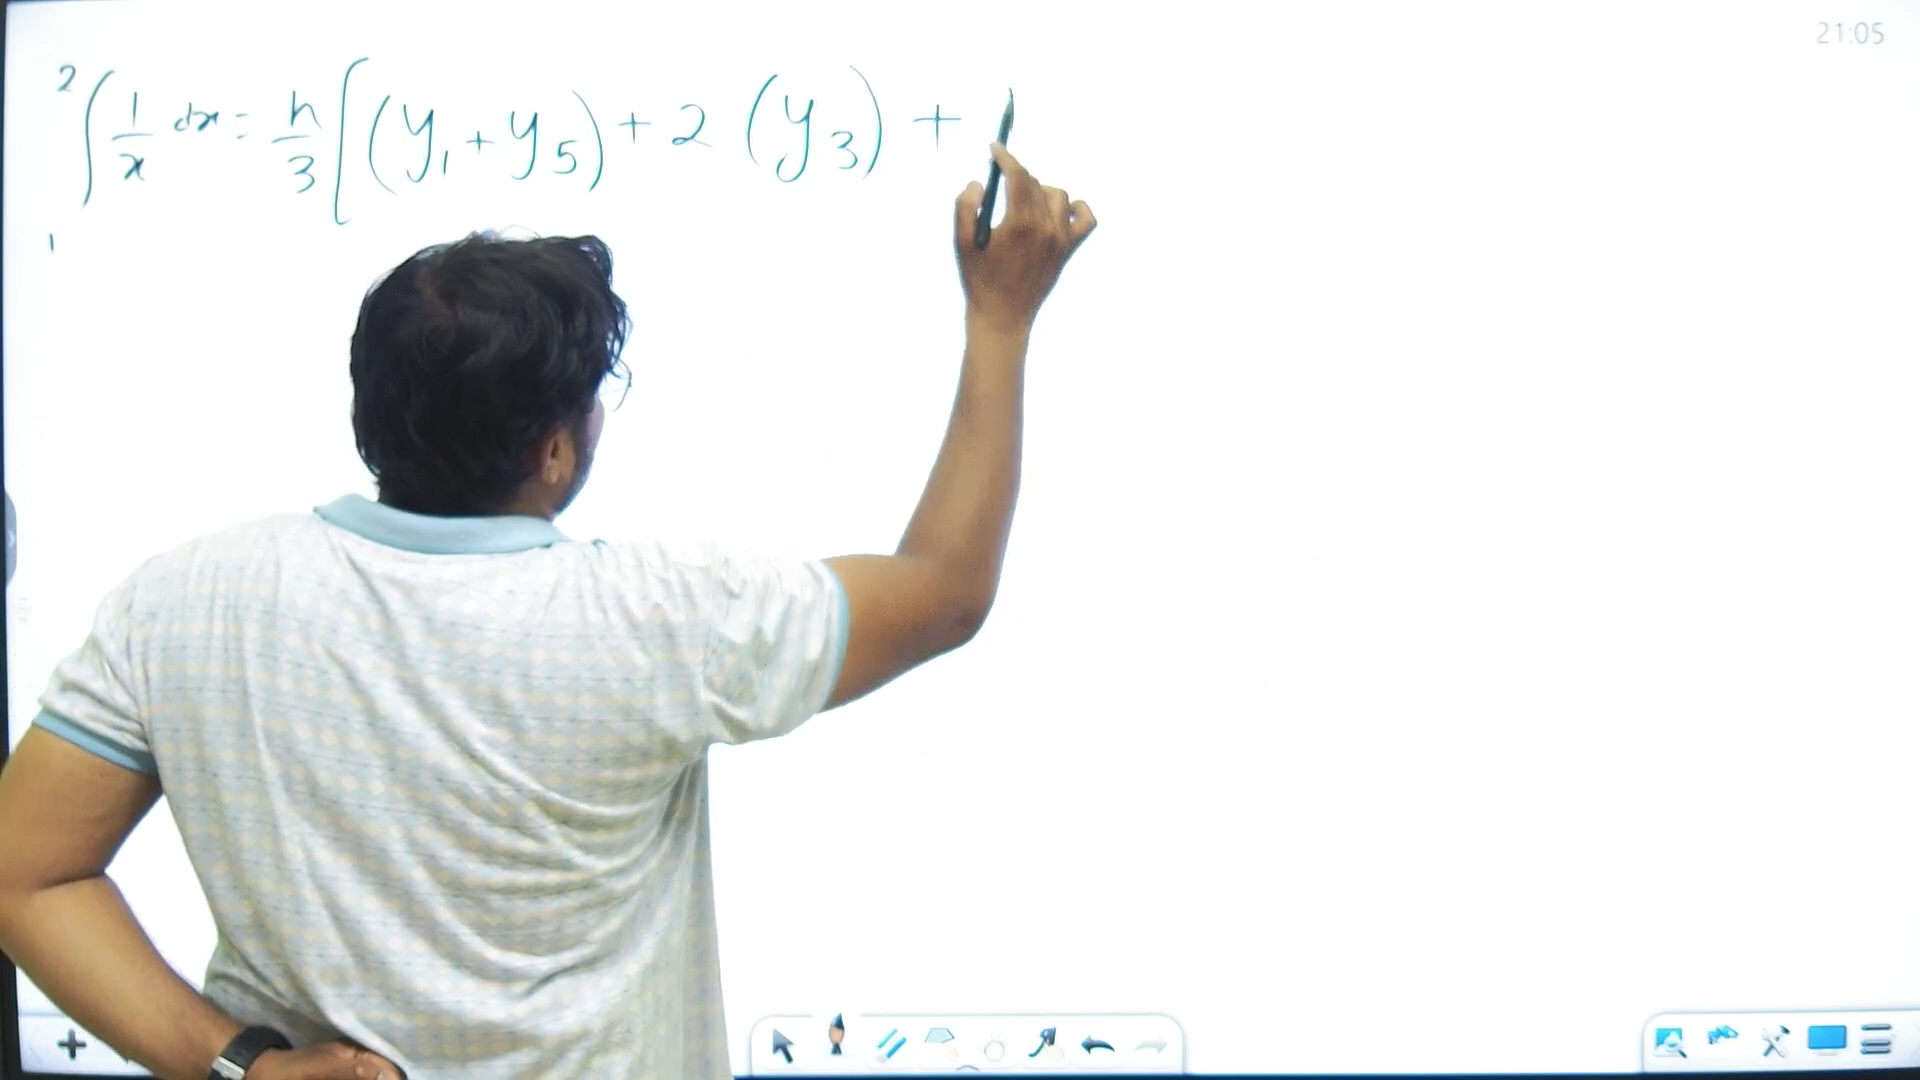 21:05
2
∫ 1/x dx = h/3 [(y₁ + y₅) + 2 (y₃) +
1